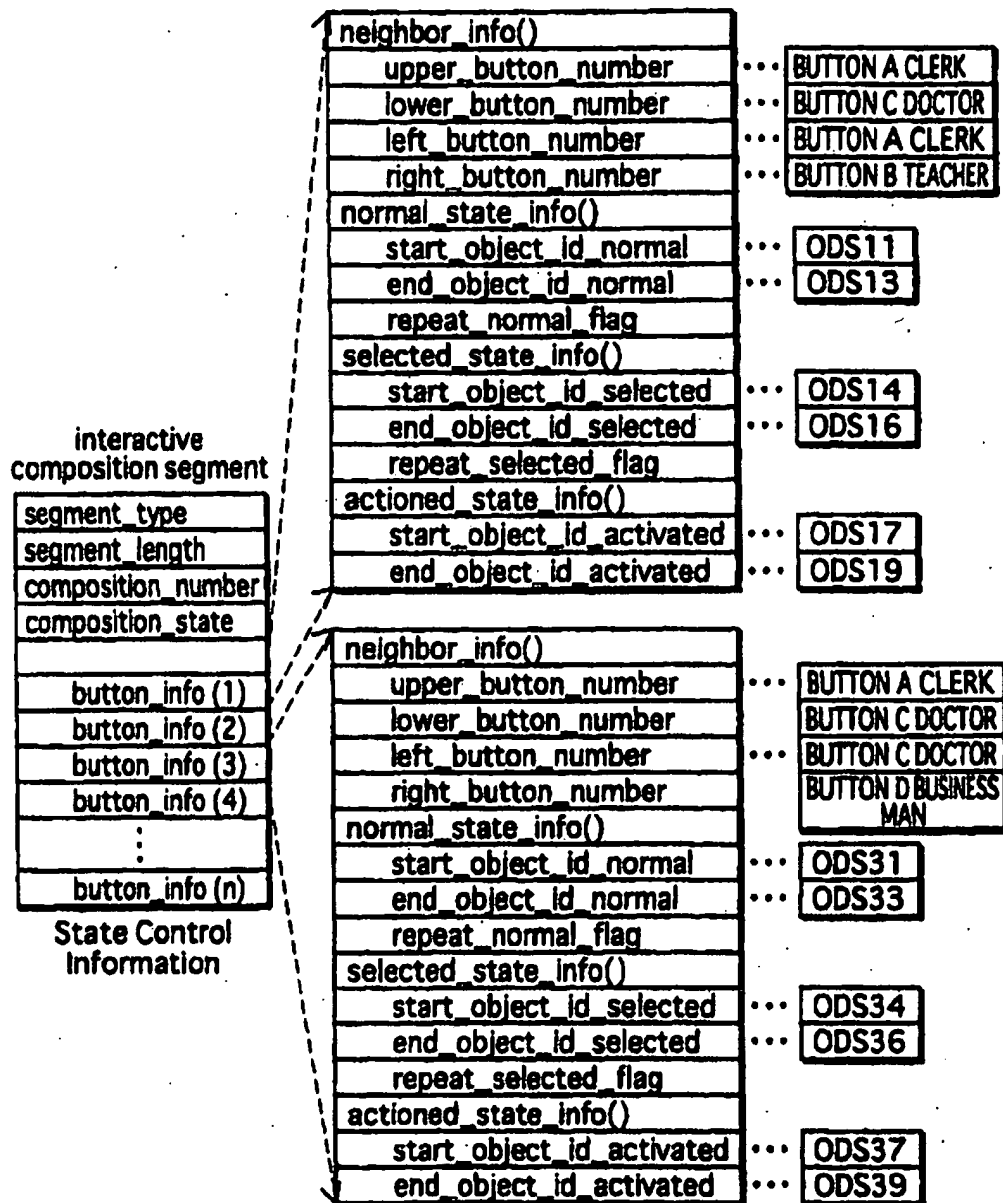 interactive
composition segment
segment_type
segment_length
composition_number
composition_state
button_info (1)
button_info (2)
button_info (3)
button_info (4)
⋮
button_info (n)
State Control
Information
neighbor_info()
upper_button_number ··· BUTTON A CLERK
lower_button_number ··· BUTTON C DOCTOR
left_button_number ··· BUTTON A CLERK
right_button_number ··· BUTTON B TEACHER
normal_state_info()
start_object_id_normal ··· ODS11
end_object_id_normal ··· ODS13
repeat_normal_flag
selected_state_info()
start_object_id_selected ··· ODS14
end_object_id_selected ··· ODS16
repeat_selected_flag
actioned_state_info()
start_object_id_activated ··· ODS17
end_object_id_activated ··· ODS19
neighbor_info()
upper_button_number ··· BUTTON A CLERK
lower_button_number BUTTON C DOCTOR
left_button_number ··· BUTTON C DOCTOR
right_button_number BUTTON D BUSINESS
MAN
normal_state_info()
start_object_id_normal ··· ODS31
end_object_id_normal ··· ODS33
repeat_normal_flag
selected_state_info()
start_object_id_selected ··· ODS34
end_object_id_selected ··· ODS36
repeat_selected_flag
actioned_state_info()
start_object_id_activated ··· ODS37
end_object_id_activated ··· ODS39